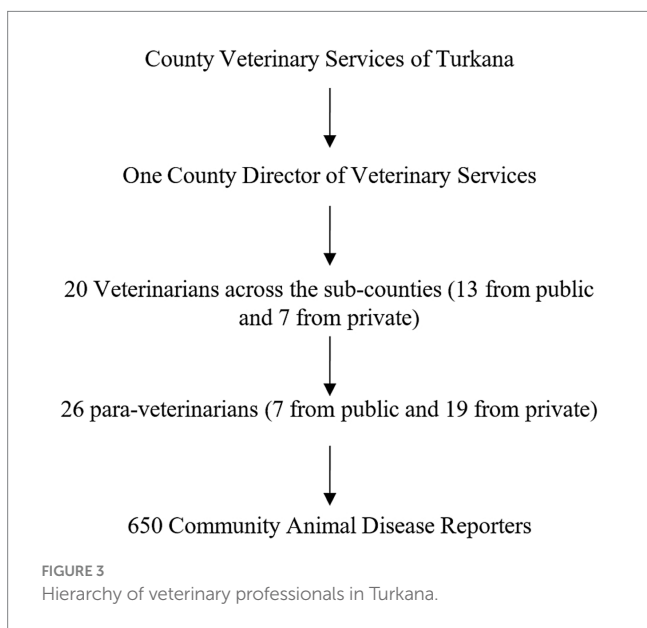 County Veterinary Services of Turkana
One County Director of Veterinary Services
20 Veterinarians across the sub-counties (13 from public
and 7 from private)
26 para-veterinarians (7 from public and 19 from private)
650 Community Animal Disease Reporters
FIGURE 3
Hierarchy of veterinary professionals in Turkana.